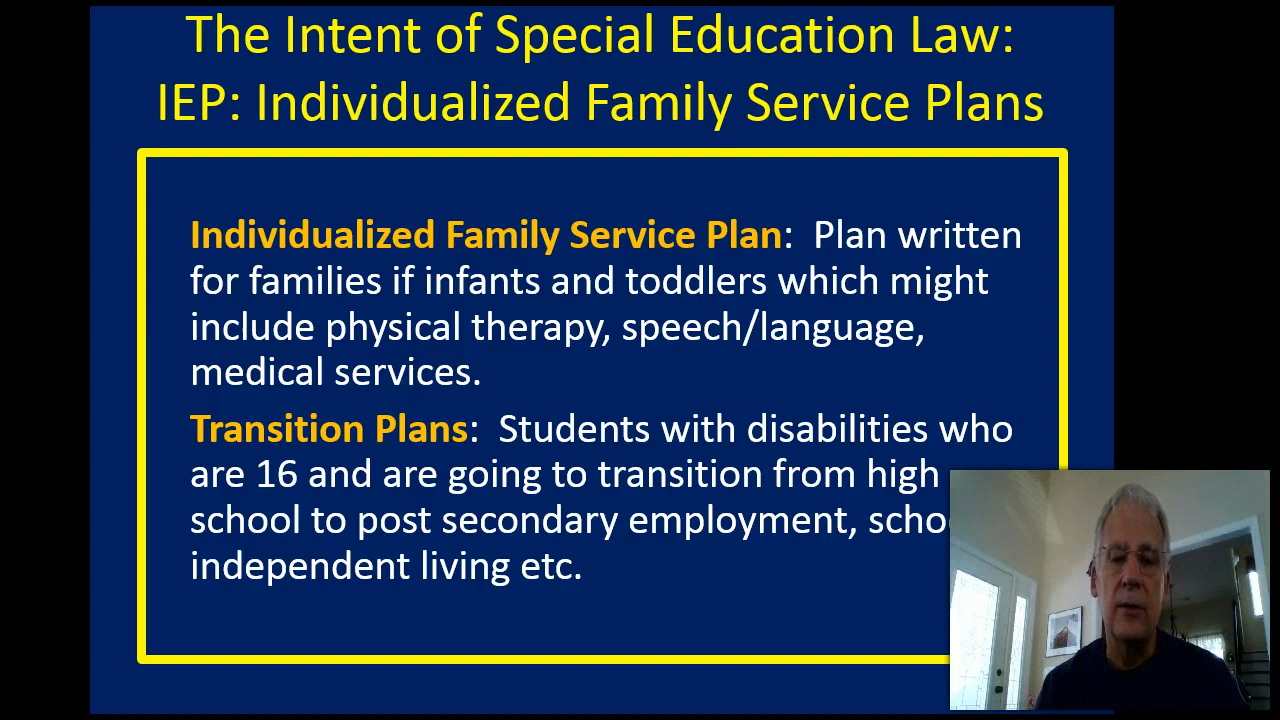 The Intent of Special Education Law:
IEP: Individualized Family Service Plans
Individualized Family Service Plan: Plan written
for families if infants and toddlers which might
include physical therapy, speech/language,
medical services.
Transition Plans: Students with disabilities who
are 16 and are going to transition from high
school to post secondary employment,
independent living etc.